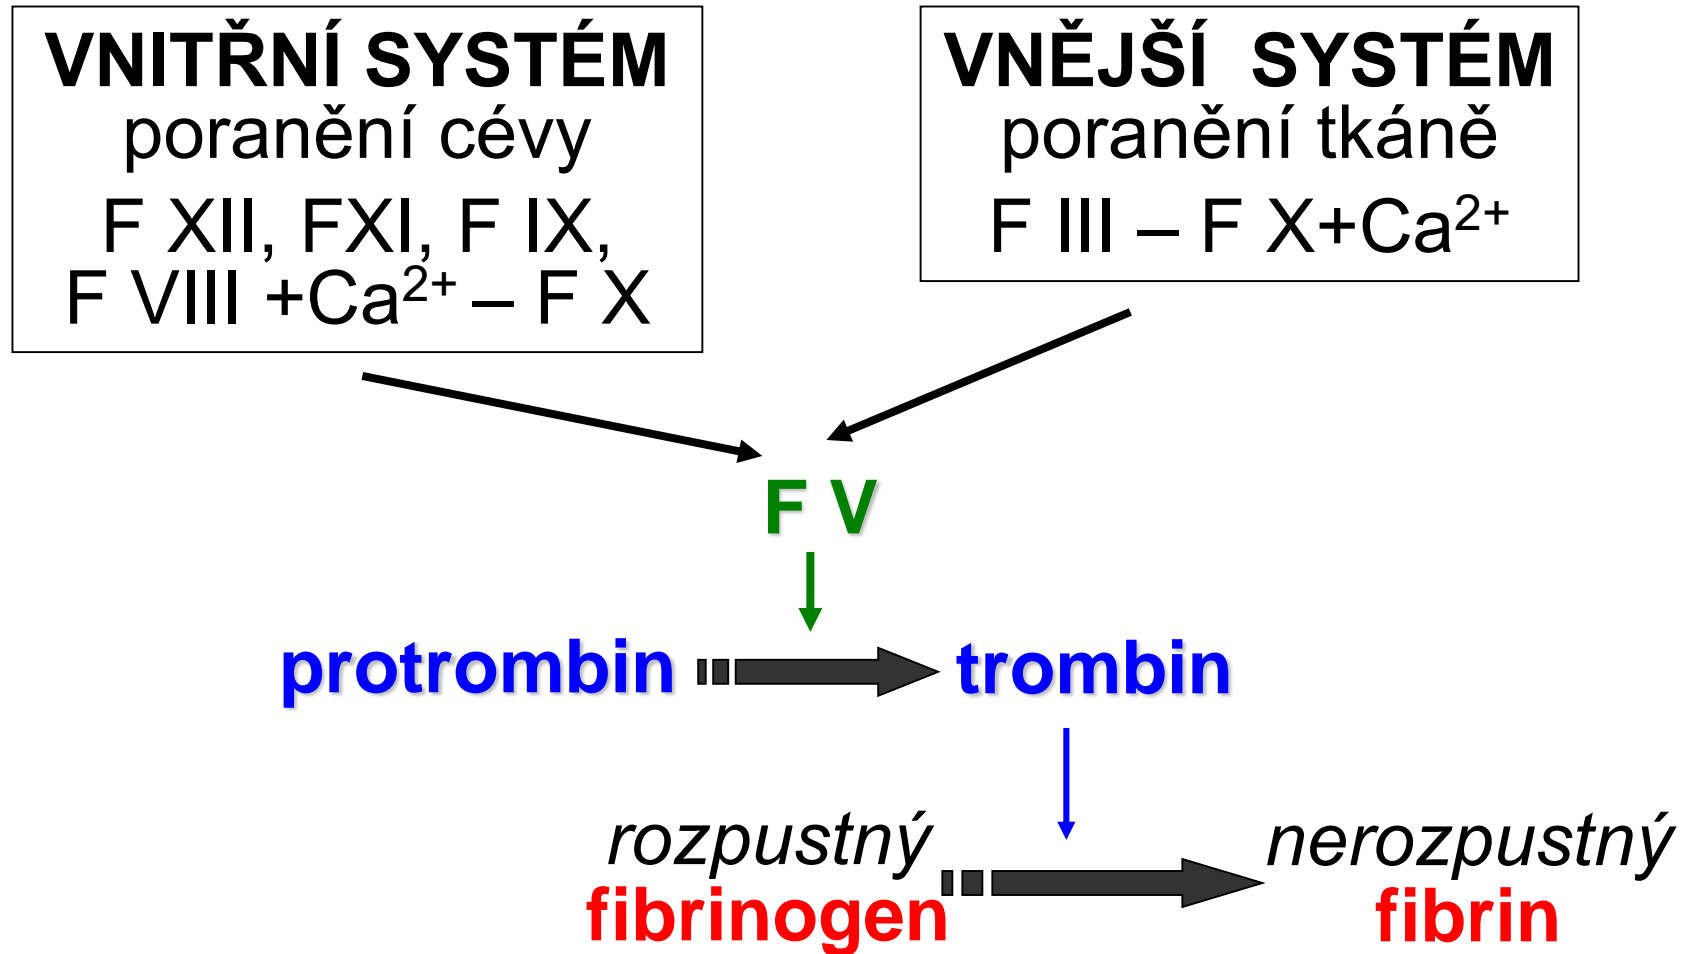 VNITŘNÍ SYSTÉM
poranění cévy
F XII, FXI, F IX,
F VIII +Ca²⁺ – F X
VNĚJŠÍ SYSTÉM
poranění tkáně
F III – F X+Ca²⁺
F V
protrombin
trombin
rozpustný
fibrinogen
nerozpustný
fibrin